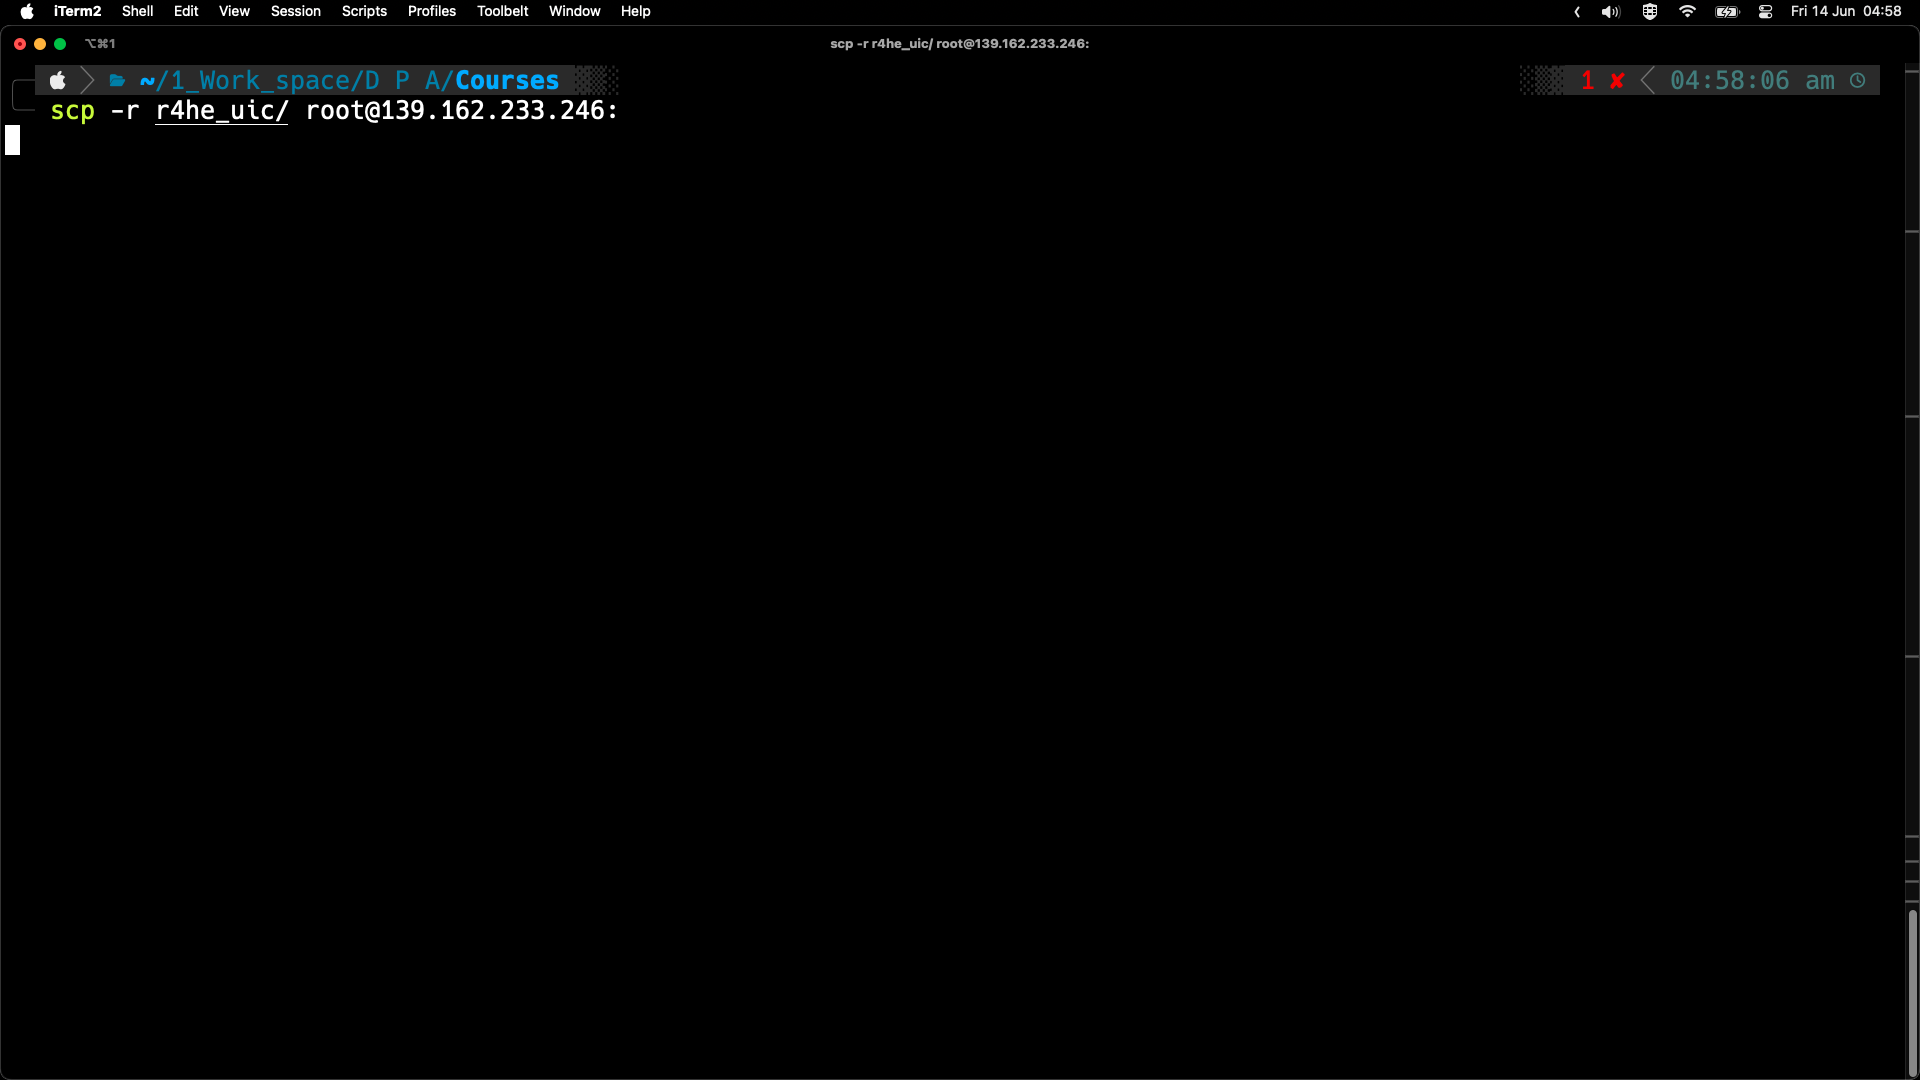 iTerm2 Shell Edit View Session Scripts Profiles Toolbelt Window Help Fri 14 Jun 04:58
⌥⌘1 scp -r r4he_uic/ root@139.162.233.246:
~/1_Work_space/D P A/Courses 1 ✘ 04:58:06 am
scp -r r4he_uic/ root@139.162.233.246: